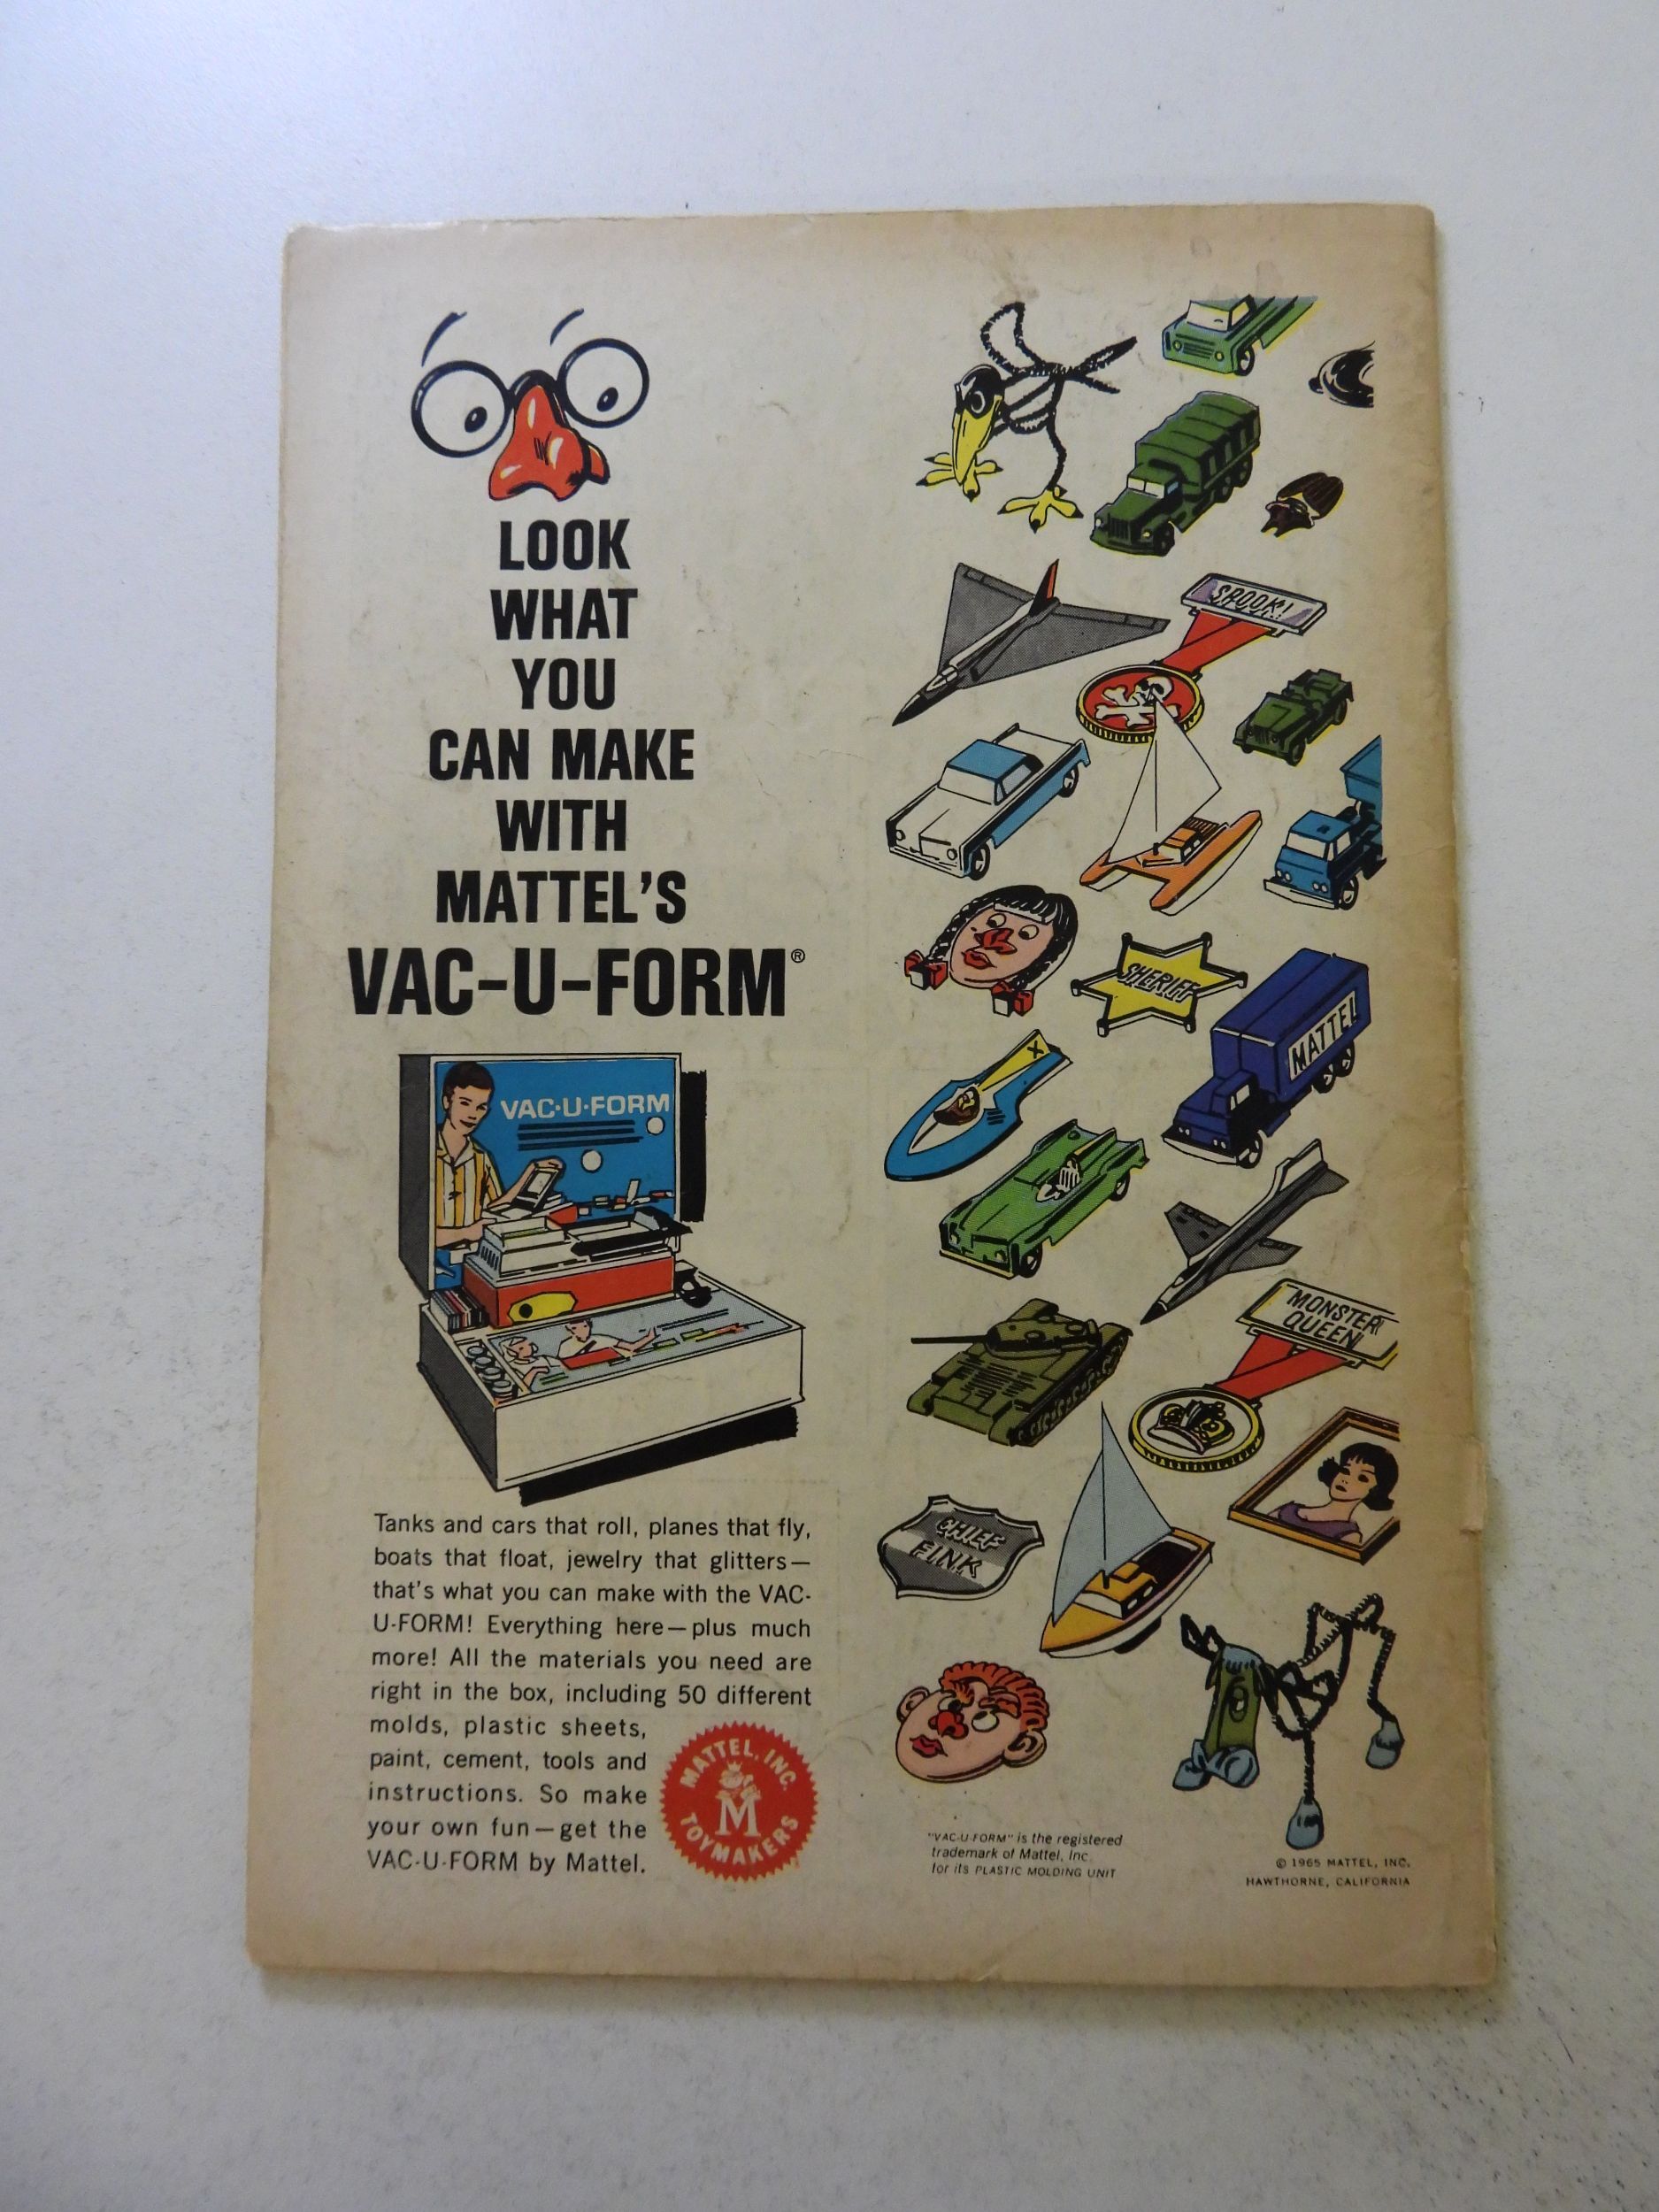 LOOK
WHAT
YOU
CAN MAKE
WITH
MATTEL'S
VAC-U-FORM®
VAC·U·FORM
Tanks and cars that roll, planes that fly,
boats that float, jewelry that glitters—
that's what you can make with the VAC-
U-FORM! Everything here—plus much
more! All the materials you need are
right in the box, including 50 different
molds, plastic sheets,
paint, cement, tools and
instructions. So make
your own fun—get the
VAC-U-FORM by Mattel.
MATTEL, INC.
M
TOYMAKERS
SPOOK!
SHERIFF
MATTEL
X
MONSTER
QUEEN
CHIEF
FINK
"VAC-U-FORM" is the registered
trademark of Mattel, Inc.
for its PLASTIC MOLDING UNIT
© 1965 MATTEL, INC.
HAWTHORNE, CALIFORNIA